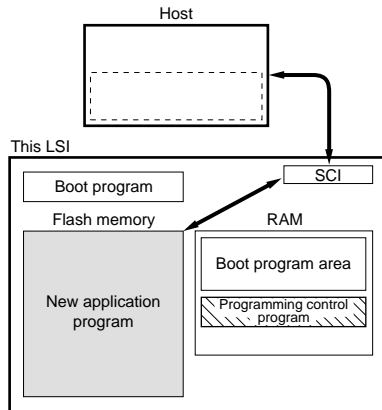 Host
This LSI
SCI
Boot program
Flash memory
RAM
Boot program area
New application
program
Programming control
program